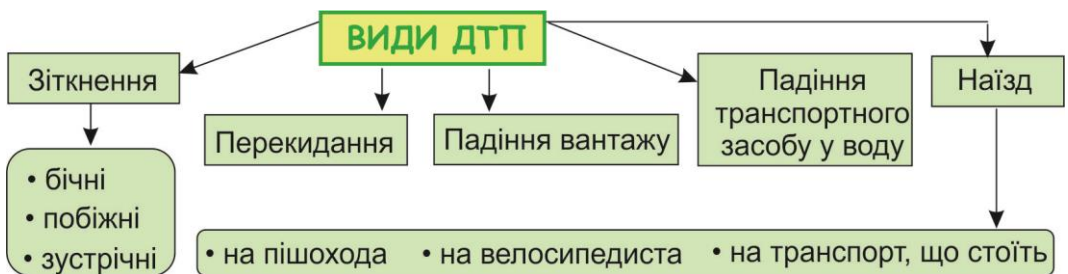 ВИДИ ДТП
Зіткнення
Перекидання
Падіння вантажу
Падіння
транспортного
засобу у воду
Наїзд
• бічні
• побіжні
• зустрічні
• на пішохода • на велосипедиста • на транспорт, що стоїть